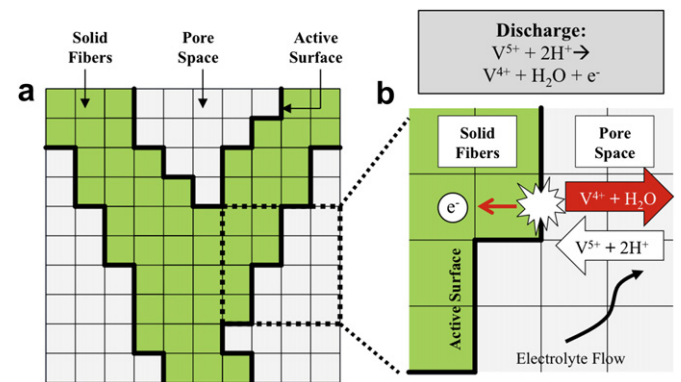 a
Solid
Fibers
Pore
Space
Active
Surface
b
Discharge:
V⁵⁺ + 2H⁺→
V⁴⁺ + H₂O + e⁻
Solid
Fibers
Pore
Space
e⁻
V⁴⁺ + H₂O
V⁵⁺ + 2H⁺
Active Surface
Electrolyte Flow